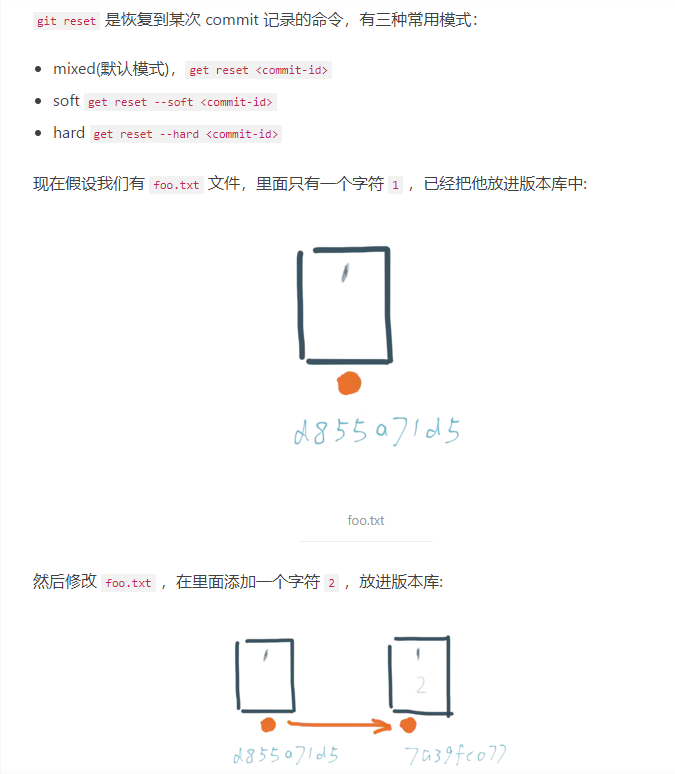 git reset 是恢复到某次 commit 记录的命令，有三种常用模式：
mixed(默认模式)，get reset <commit-id>
soft get reset --soft <commit-id>
hard get reset --hard <commit-id>
现在假设我们有 foo.txt 文件，里面只有一个字符 1 ，已经把他放进版本库中:
1
d855a71d5
foo.txt
然后修改 foo.txt ，在里面添加一个字符 2 ，放进版本库:
1
1
2
d855a71d5
7a39fc077